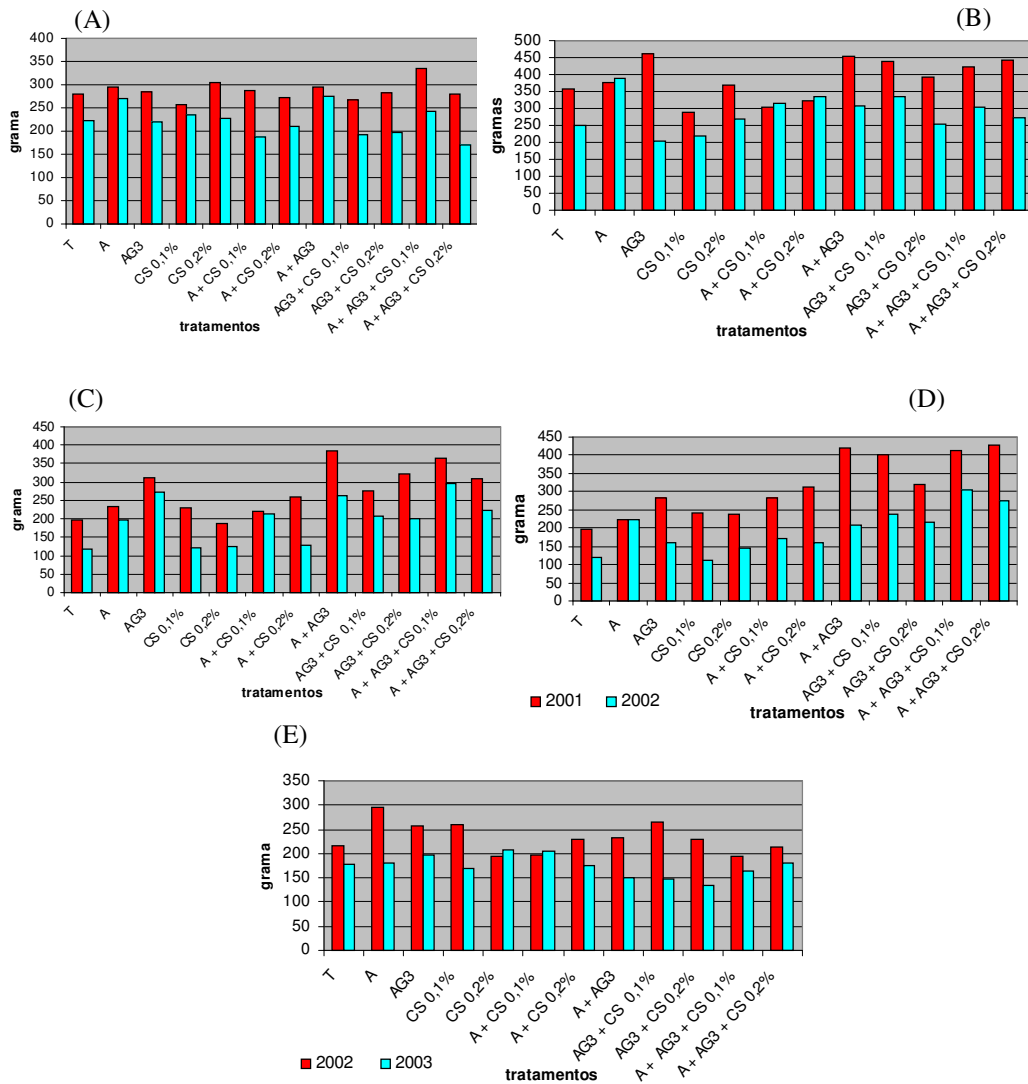 (A)
400
350
300
250
200
150
100
50
0
grama
T
A
AG3
CS 0,1%
CS 0,2%
A + CS 0,1%
A + CS 0,2%
A + AG3
AG3 + CS 0,1%
AG3 + CS 0,2%
A + AG3 + CS 0,1%
A + AG3 + CS 0,2%
tratamentos
(B)
500
450
400
350
300
250
200
150
100
50
0
gramas
T
A
AG3
CS 0,1%
CS 0,2%
A + CS 0,1%
A + CS 0,2%
A + AG3
AG3 + CS 0,1%
AG3 + CS 0,2%
A + AG3 + CS 0,1%
A + AG3 + CS 0,2%
tratamentos
(C)
450
400
350
300
250
200
150
100
50
0
grama
T
A
AG3
CS 0,1%
CS 0,2%
A + CS 0,1%
A + CS 0,2%
A + AG3
AG3 + CS 0,1%
AG3 + CS 0,2%
A + AG3 + CS 0,1%
A + AG3 + CS 0,2%
tratamentos
(D)
450
400
350
300
250
200
150
100
50
0
grama
T
A
AG3
CS 0,1%
CS 0,2%
A + CS 0,1%
A + CS 0,2%
A + AG3
AG3 + CS 0,1%
AG3 + CS 0,2%
A + AG3 + CS 0,1%
A + AG3 + CS 0,2%
tratamentos
2001 2002
(E)
350
300
250
200
150
100
50
0
grama
T
A
AG3
CS 0,1%
CS 0,2%
A + CS 0,1%
A + CS 0,2%
A + AG3
AG3 + CS 0,1%
AG3 + CS 0,2%
A + AG3 + CS 0,1%
A + AG3 + CS 0,2%
2002 2003
tratamentos